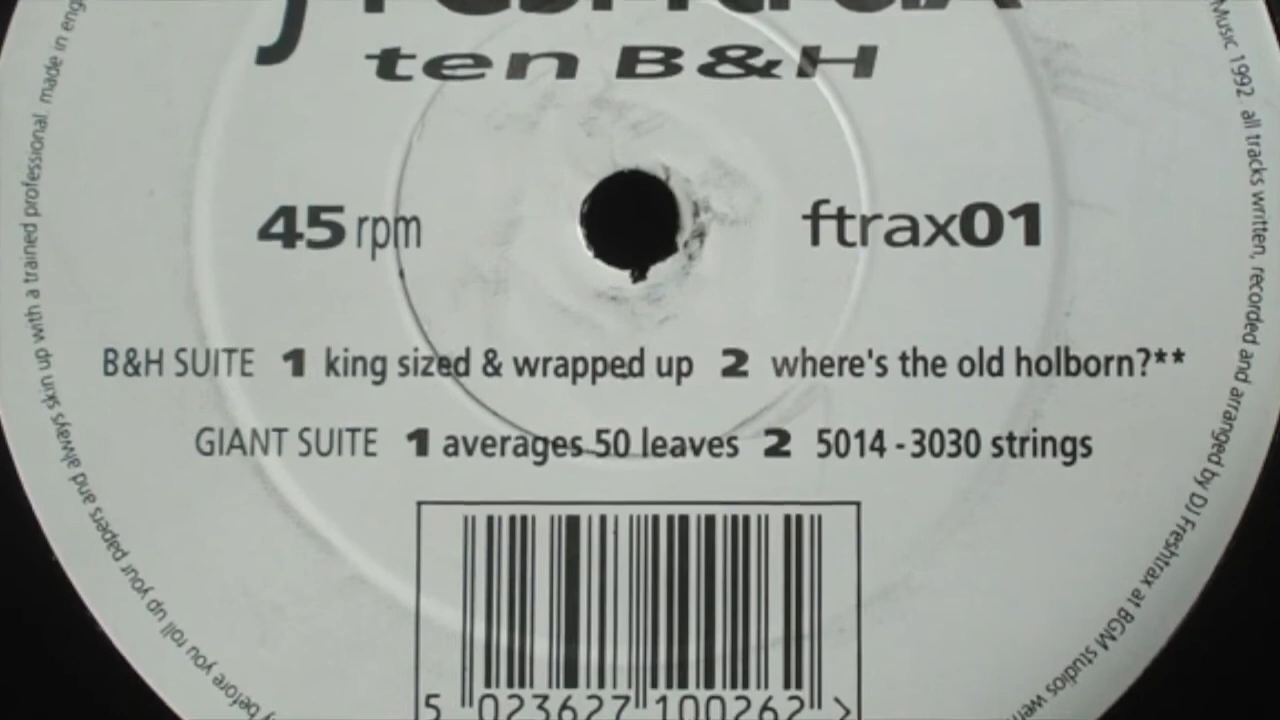 ten B&H
45 rpm
ftrax01
B&H SUITE 1 king sized & wrapped up 2 where's the old holborn?**
GIANT SUITE 1 averages 50 leaves 2 5014 - 3030 strings
5 023627 100262 >
Music 1992. all tracks written, recorded and arranged by DJ Freshtrax at BGM studios
before you roll up your papers and always skin up with a trained professional. made in eng